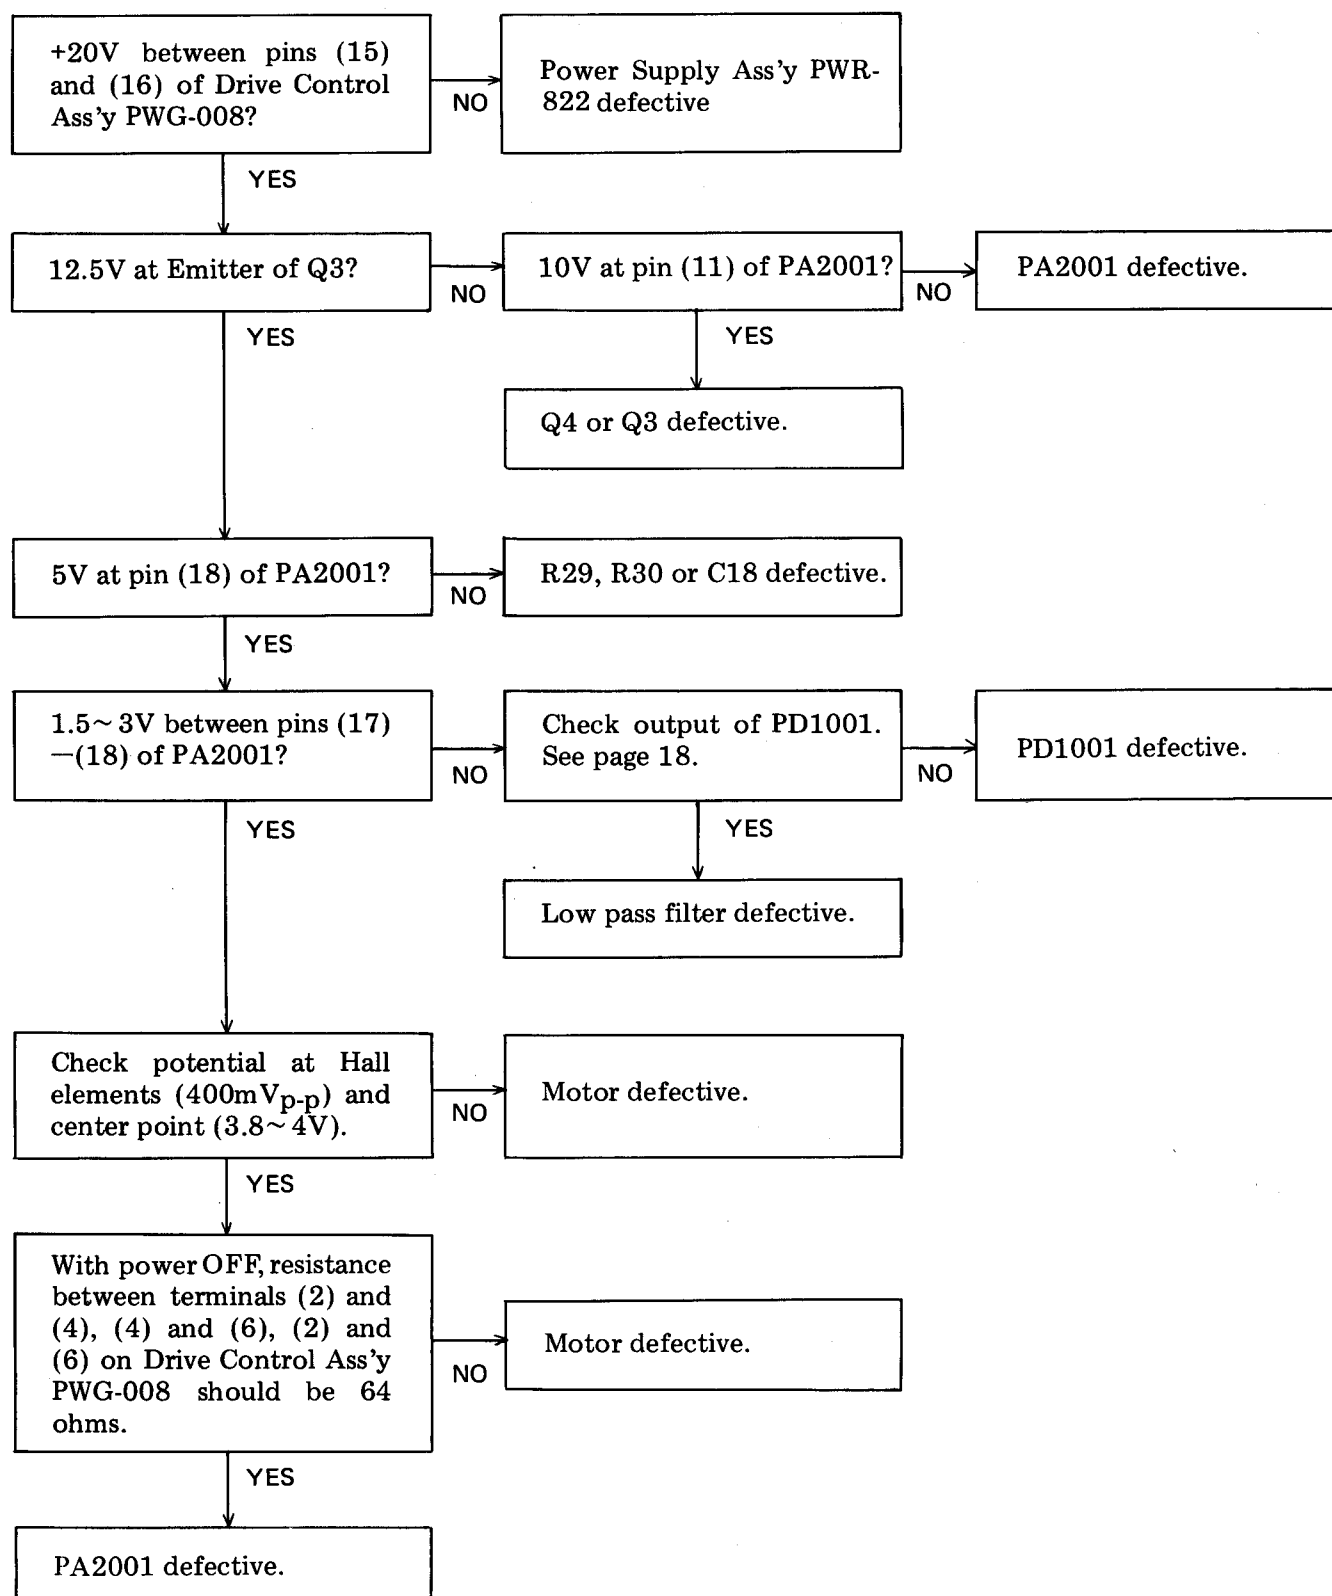 +20V between pins (15)
and (16) of Drive Control
Ass'y PWG-008?
NO
Power Supply Ass'y PWR-
822 defective
YES
12.5V at Emitter of Q3?
NO
10V at pin (11) of PA2001?
NO
PA2001 defective.
YES
YES
Q4 or Q3 defective.
5V at pin (18) of PA2001?
NO
R29, R30 or C18 defective.
YES
1.5~3V between pins (17)
—(18) of PA2001?
NO
Check output of PD1001.
See page 18.
NO
PD1001 defective.
YES
YES
Low pass filter defective.
Check potential at Hall
elements (400mVp-p) and
center point (3.8~4V).
NO
Motor defective.
YES
With power OFF, resistance
between terminals (2) and
(4), (4) and (6), (2) and
(6) on Drive Control Ass'y
PWG-008 should be 64
ohms.
NO
Motor defective.
YES
PA2001 defective.